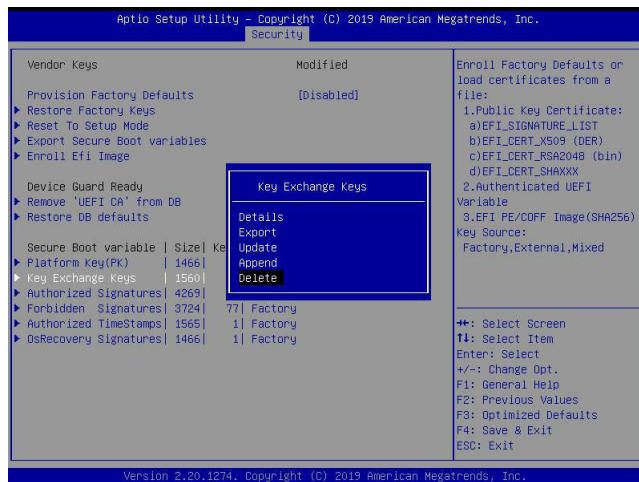 Aptio Setup Utility – Copyright (C) 2019 American Megatrends, Inc.
Security
Vendor Keys Modified
Provision Factory Defaults [Disabled]
Restore Factory Keys
Reset To Setup Mode
Export Secure Boot variables
Enroll Efi Image
Device Guard Ready
Remove 'UEFI CA' from DB
Restore DB defaults
Secure Boot variable | Size| Ke
Platform Key(PK) | 1466|
Key Exchange Keys | 1560|
Authorized Signatures| 4269|
Forbidden Signatures| 3724| 77| Factory
Authorized TimeStamps| 1565| 1| Factory
OsRecovery Signatures| 1466| 1| Factory
Key Exchange Keys
Details
Export
Update
Append
Delete
Enroll Factory Defaults or
load certificates from a
file:
1.Public Key Certificate:
a)EFI_SIGNATURE_LIST
b)EFI_CERT_X509 (DER)
c)EFI_CERT_RSA2048 (bin)
d)EFI_CERT_SHAXXX
2.Authenticated UEFI
Variable
3.EFI PE/COFF Image(SHA256)
Key Source:
Factory,External,Mixed
→←: Select Screen
↑↓: Select Item
Enter: Select
+/-: Change Opt.
F1: General Help
F2: Previous Values
F3: Optimized Defaults
F4: Save & Exit
ESC: Exit
Version 2.20.1274. Copyright (C) 2019 American Megatrends, Inc.